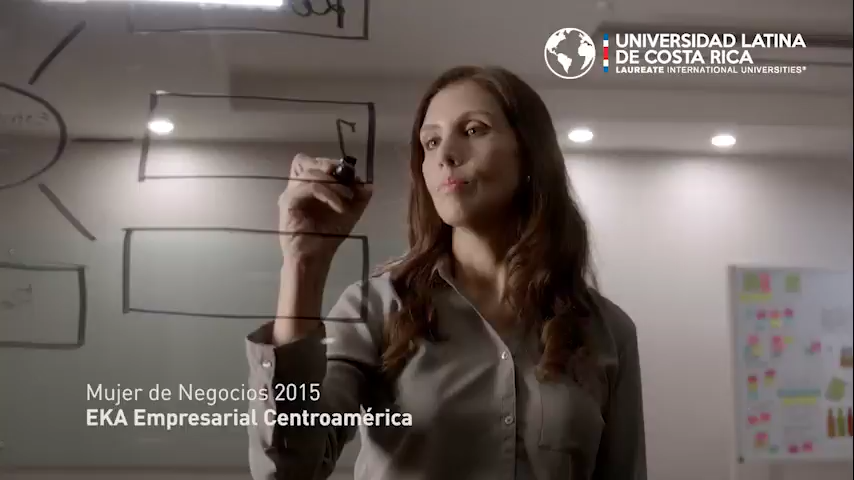 UNIVERSIDAD LATINA
DE COSTA RICA
LAUREATE INTERNATIONAL UNIVERSITIES®
Mujer de Negocios 2015
EKA Empresarial Centroamérica